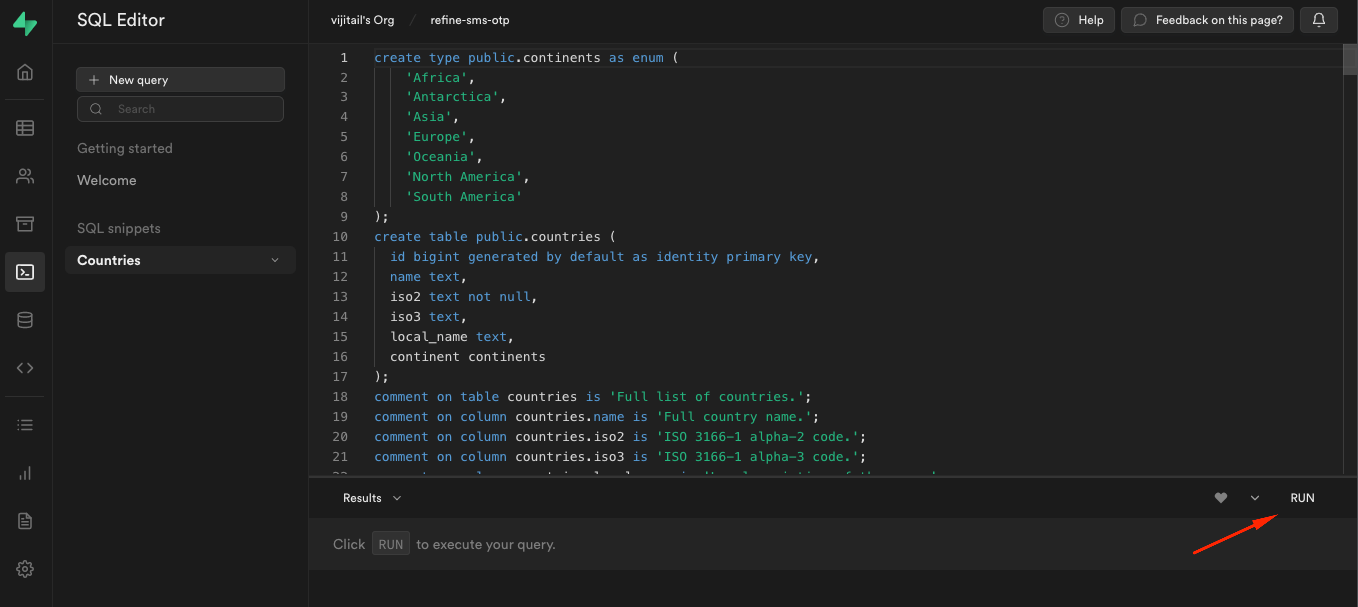 SQL Editor
vijitail's Org / refine-sms-otp
Help
Feedback on this page?
New query
Search
Getting started
Welcome
SQL snippets
Countries
1 create type public.continents as enum (
2 'Africa',
3 'Antarctica',
4 'Asia',
5 'Europe',
6 'Oceania',
7 'North America',
8 'South America'
9 );
10 create table public.countries (
11 id bigint generated by default as identity primary key,
12 name text,
13 iso2 text not null,
14 iso3 text,
15 local_name text,
16 continent continents
17 );
18 comment on table countries is 'Full list of countries.';
19 comment on column countries.name is 'Full country name.';
20 comment on column countries.iso2 is 'ISO 3166-1 alpha-2 code.';
21 comment on column countries.iso3 is 'ISO 3166-1 alpha-3 code.';
Results
RUN
Click RUN to execute your query.